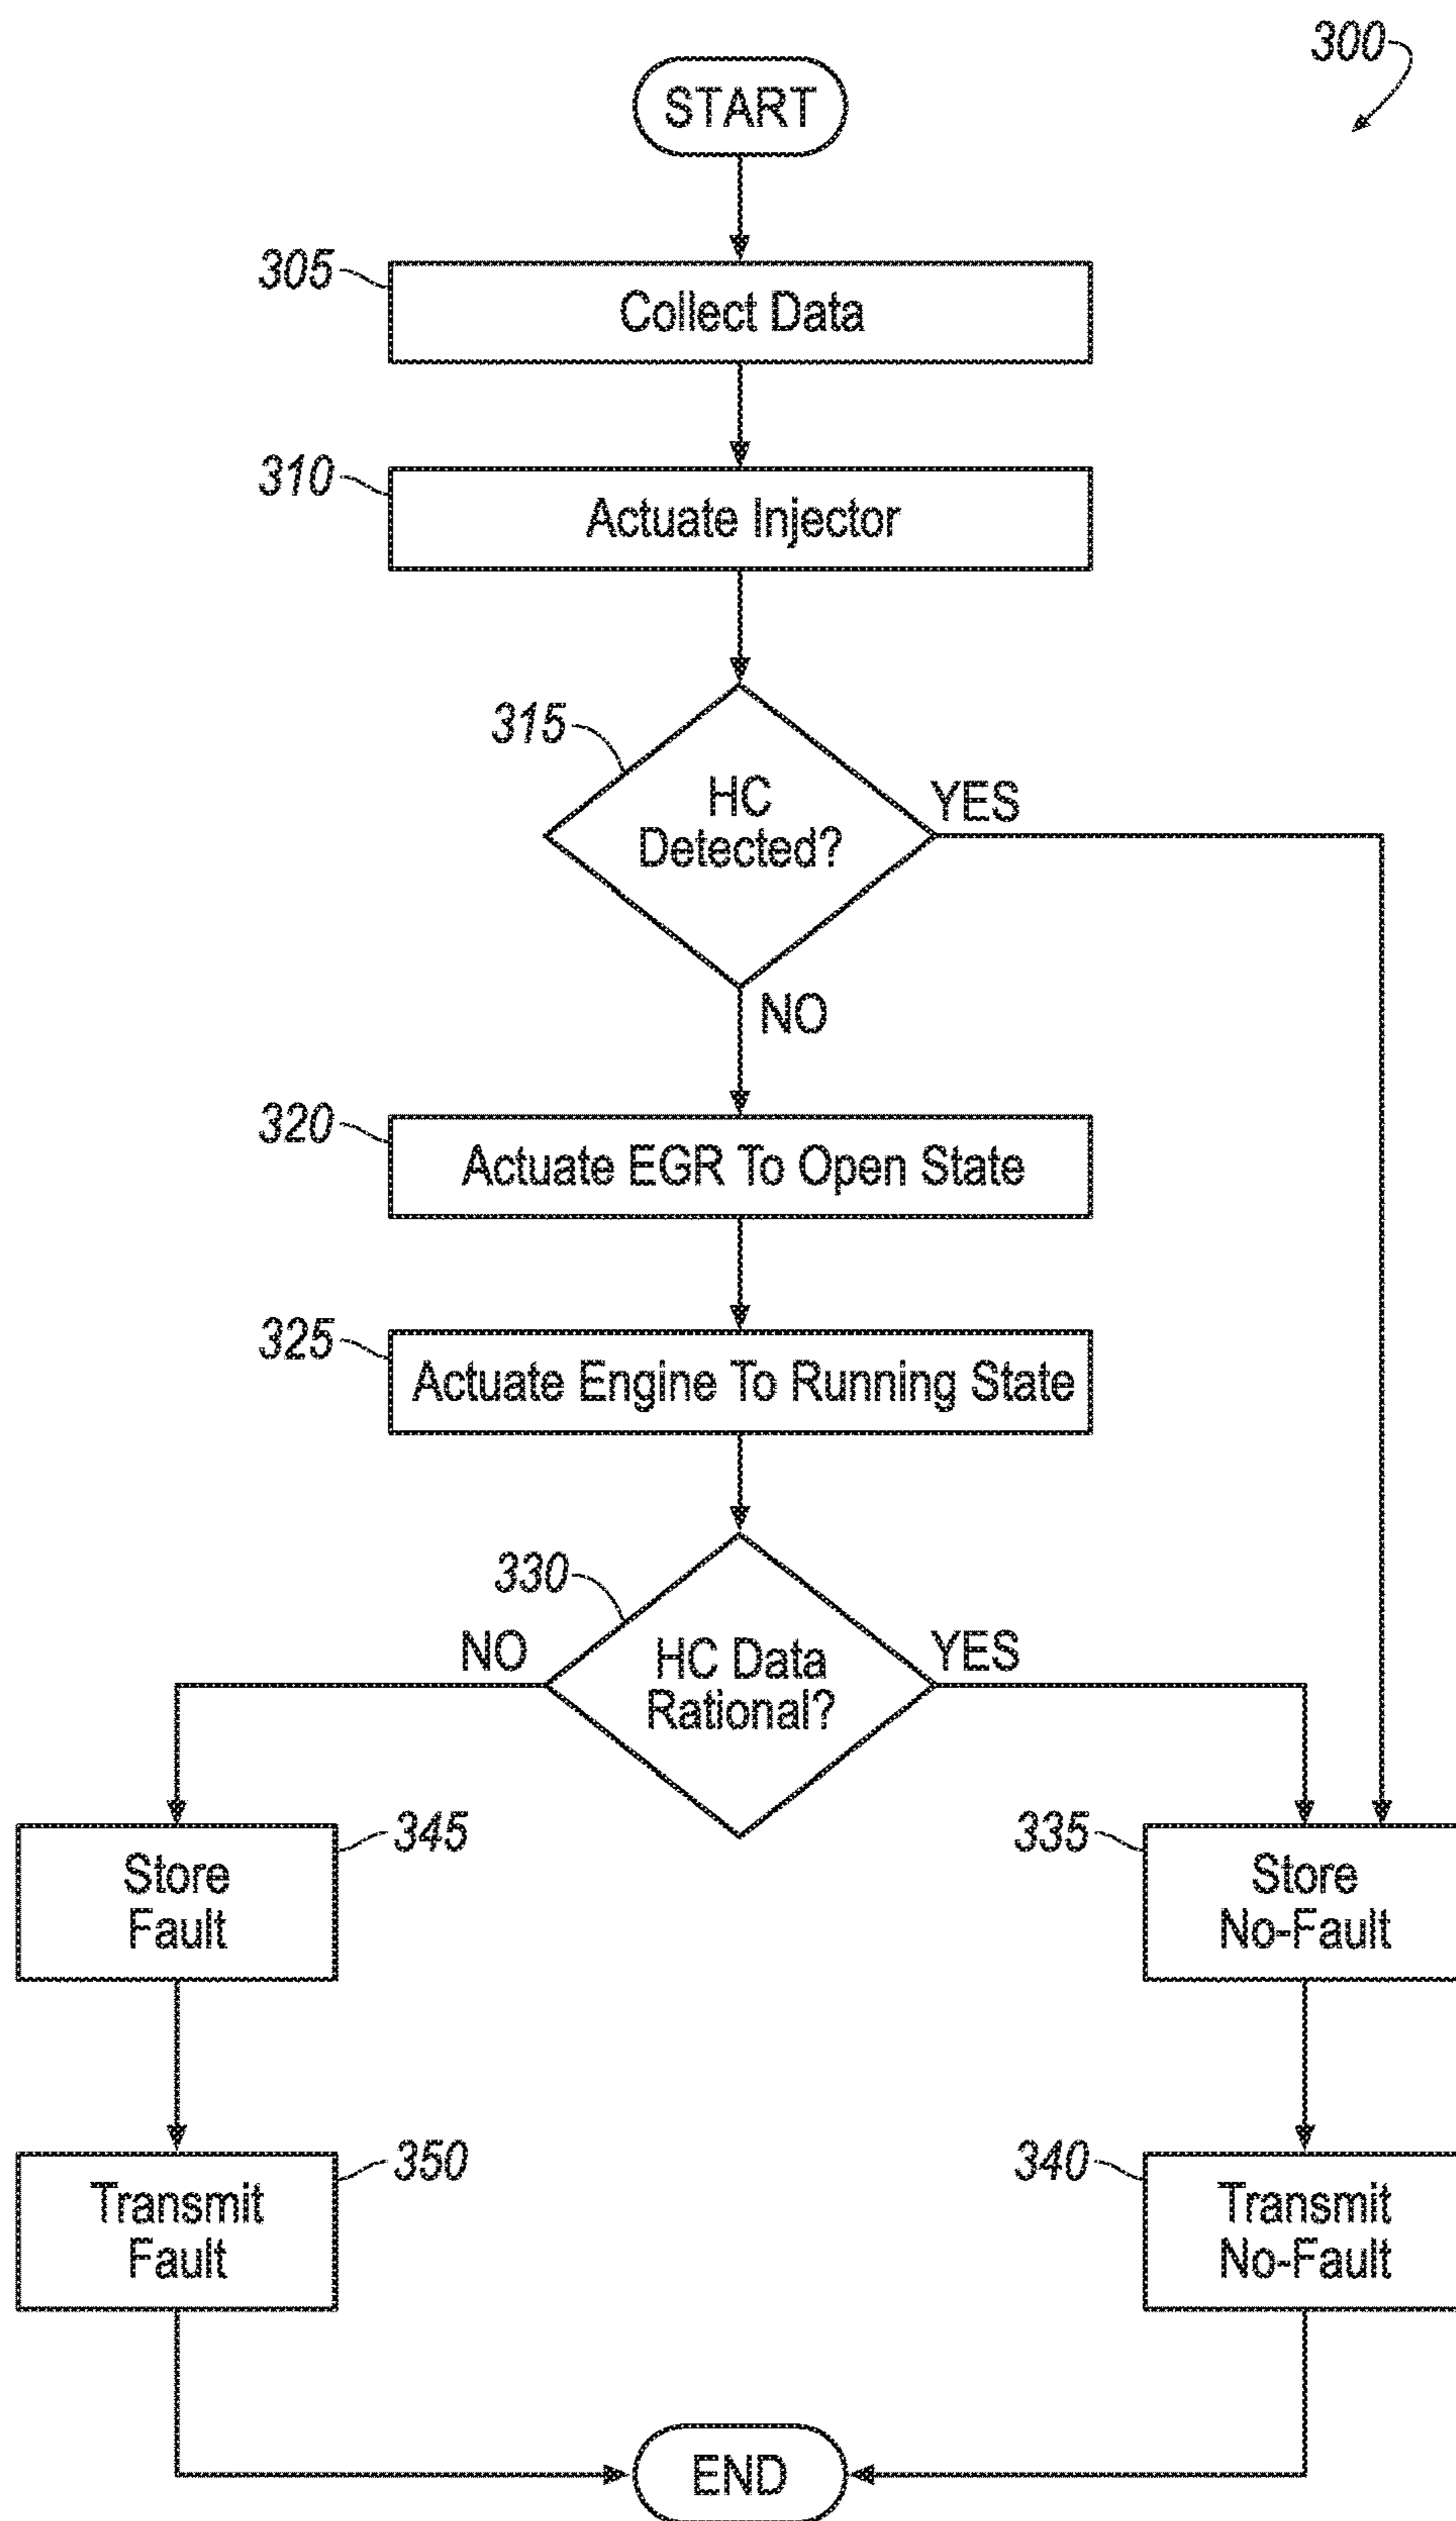 300
START
305
Collect Data
310
Actuate Injector
315
HC
Detected?
YES
NO
320
Actuate EGR To Open State
325
Actuate Engine To Running State
330
NO
HC Data
Rational?
YES
345
Store
Fault
335
Store
No-Fault
350
Transmit
Fault
340
Transmit
No-Fault
END